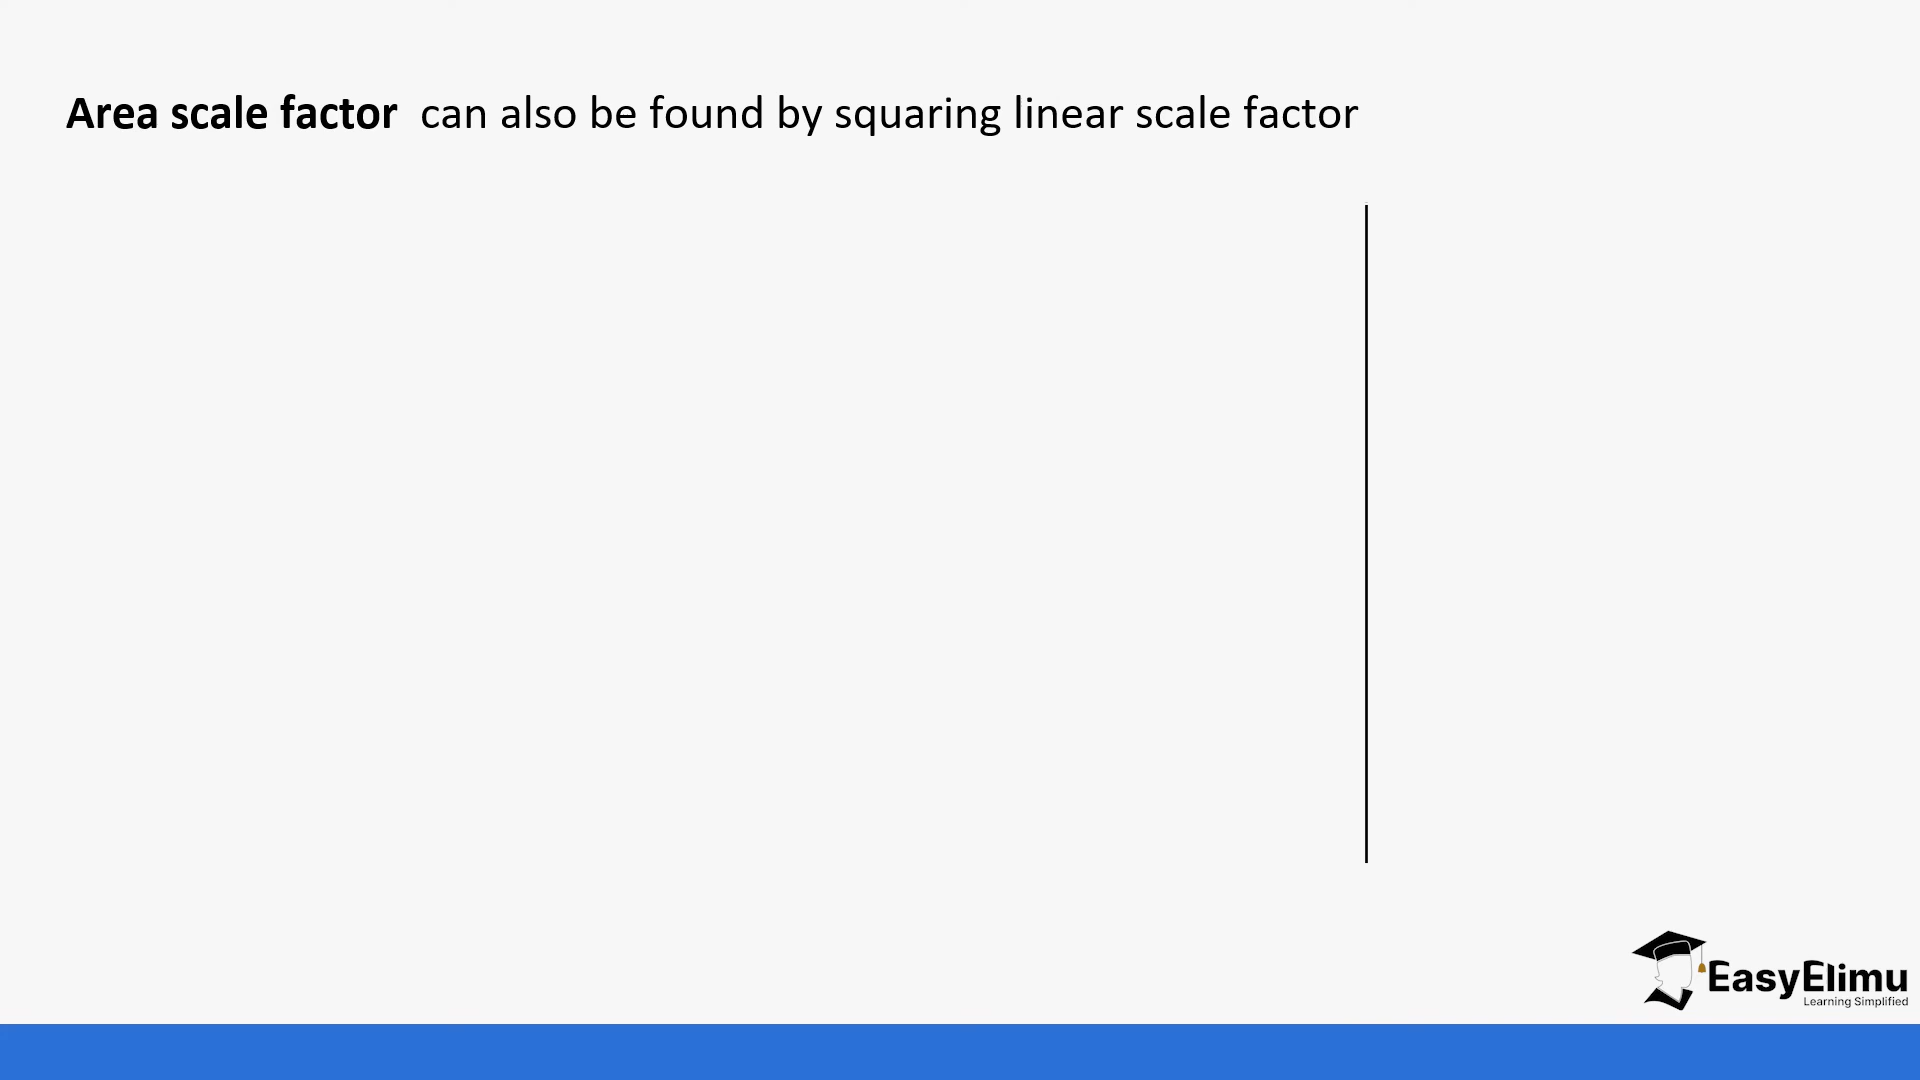 Area scale factor can also be found by squaring linear scale factor
EasyElimu
Learning Simplified